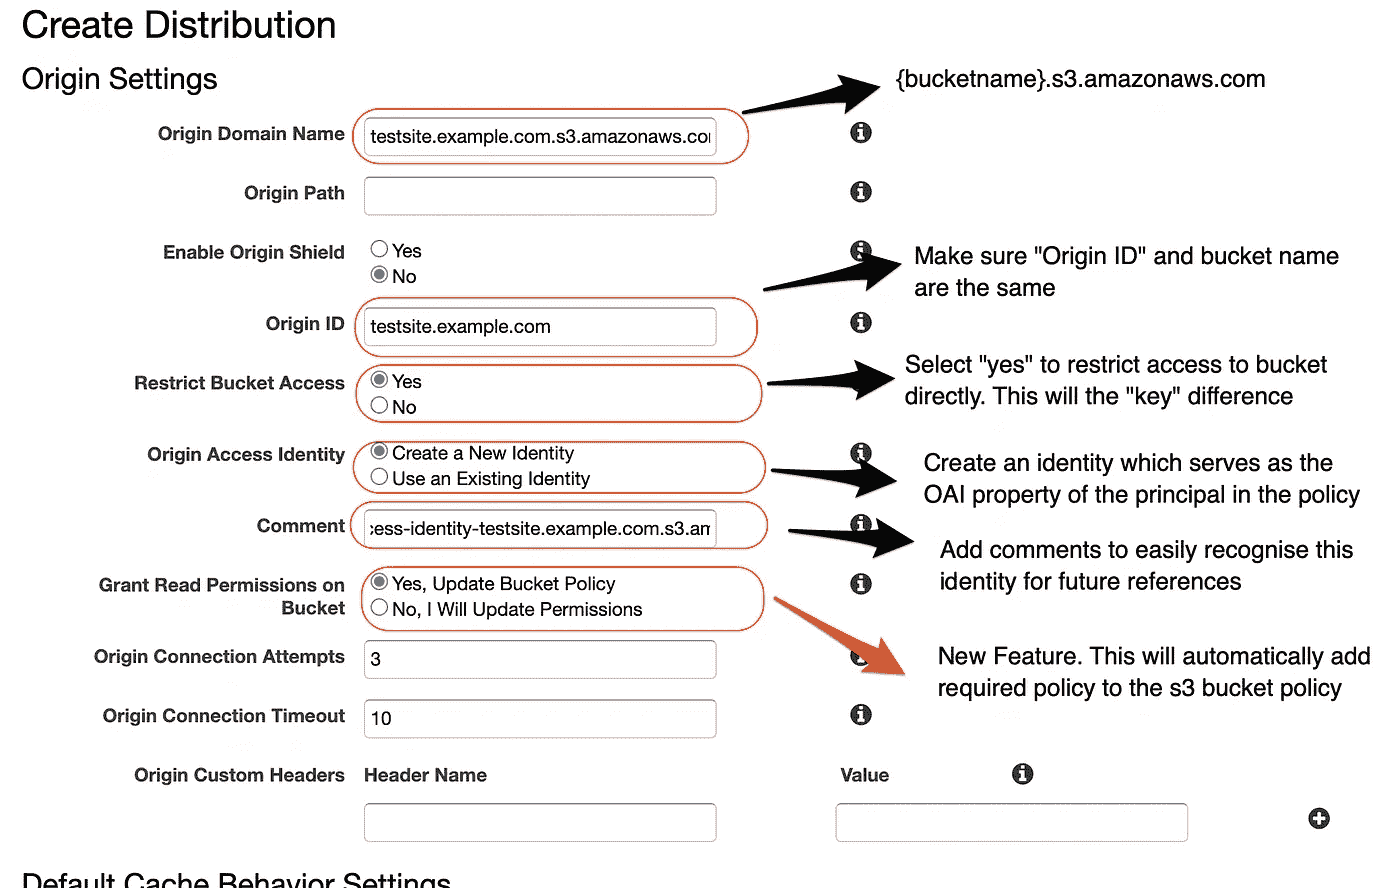 Create Distribution
Origin Settings
{bucketname}.s3.amazonaws.com
Origin Domain Name
testsite.example.com.s3.amazonaws.co
Origin Path
Enable Origin Shield
Yes
No
Make sure "Origin ID" and bucket name
are the same
Origin ID
testsite.example.com
Restrict Bucket Access
Yes
No
Select "yes" to restrict access to bucket
directly. This will the "key" difference
Origin Access Identity
Create a New Identity
Use an Existing Identity
Create an identity which serves as the
OAI property of the principal in the policy
Comment
cess-identity-testsite.example.com.s3.am
Add comments to easily recognise this
identity for future references
Grant Read Permissions on
Bucket
Yes, Update Bucket Policy
No, I Will Update Permissions
Origin Connection Attempts
3
New Feature. This will automatically add
required policy to the s3 bucket policy
Origin Connection Timeout
10
Origin Custom Headers
Header Name
Value
Default Cache Behavior Settings